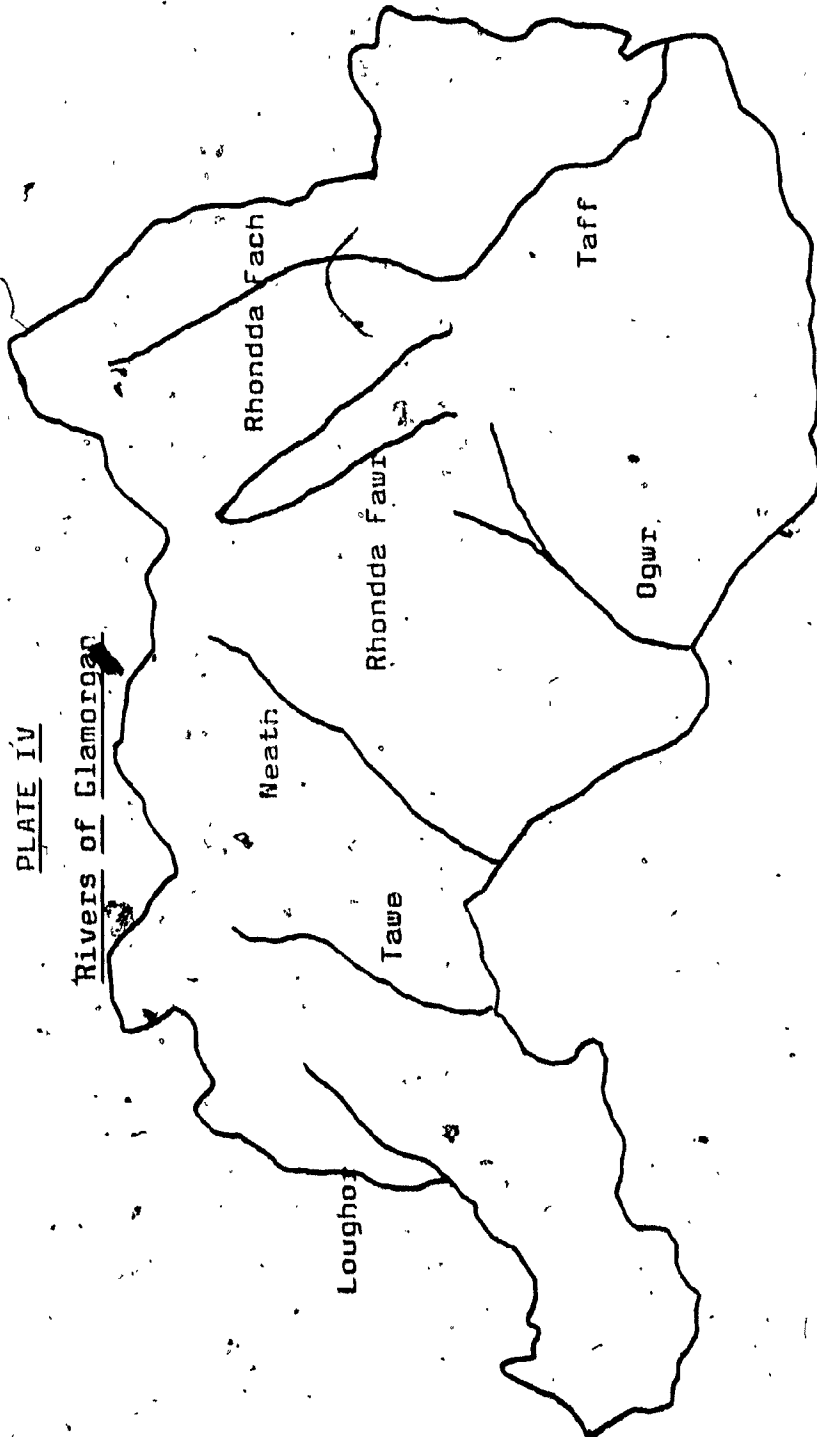 PLATE IV
Rivers of Glamorgan
Loughor
Tawe
Neath
Rhondda Fawr
Rhondda Fach
Ogwr
Taff